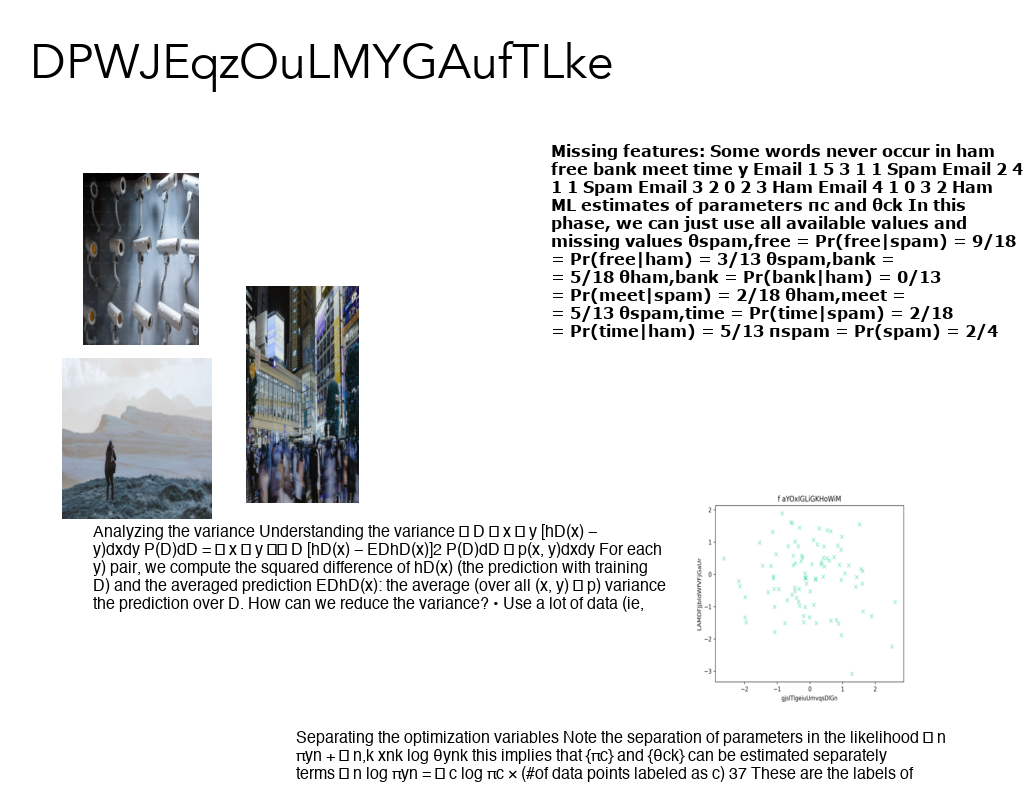 DPWJEqzOuLMYGAufTLke
Missing features: Some words never occur in ham
free bank meet time y Email 1 5 3 1 1 Spam Email 2 4
1 1 Spam Email 3 2 0 2 3 Ham Email 4 1 0 3 2 Ham
ML estimates of parameters πc and θck In this
phase, we can just use all available values and
missing values θspam,free = Pr(free|spam) = 9/18
= Pr(free|ham) = 3/13 θspam,bank =
= 5/18 θham,bank = Pr(bank|ham) = 0/13
= Pr(meet|spam) = 2/18 θham,meet =
= 5/13 θspam,time = Pr(time|spam) = 2/18
= Pr(time|ham) = 5/13 πspam = Pr(spam) = 2/4
Analyzing the variance Understanding the variance □ D □ x □ y [hD(x) –
y)dxdy P(D)dD = □ x □ y □□ D [hD(x) – EDhD(x)]2 P(D)dD □ p(x, y)dxdy For each
y) pair, we compute the squared difference of hD(x) (the prediction with training
D) and the averaged prediction EDhD(x): the average (over all (x, y) □ p) variance
the prediction over D. How can we reduce the variance? • Use a lot of data (ie,
f aYOxIGLiGKHoWiM
2
1
0
−1
−2
−3
−2 −1 0 1 2
Separating the optimization variables Note the separation of parameters in the likelihood □ n
πyn + □ n,k xnk log θynk this implies that {πc} and {θck} can be estimated separately
terms □ n log πyn = □ c log πc × (#of data points labeled as c) 37 These are the labels of